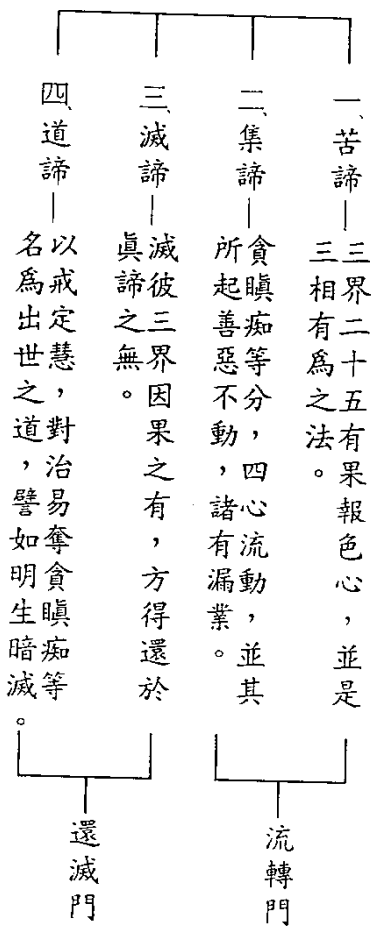 一、苦諦
三界二十五有果報色心，並是
三相有為之法。
二、集諦
貪瞋痴等分，四心流動，並其
所起善惡不動，諸有漏業。
三、滅諦
滅彼三界因果之有，方得還於
眞諦之無。
四、道諦
以戒定慧，對治易奪貪瞋痴等
名爲出世之道，譬如明生暗滅。
流轉門
還滅門